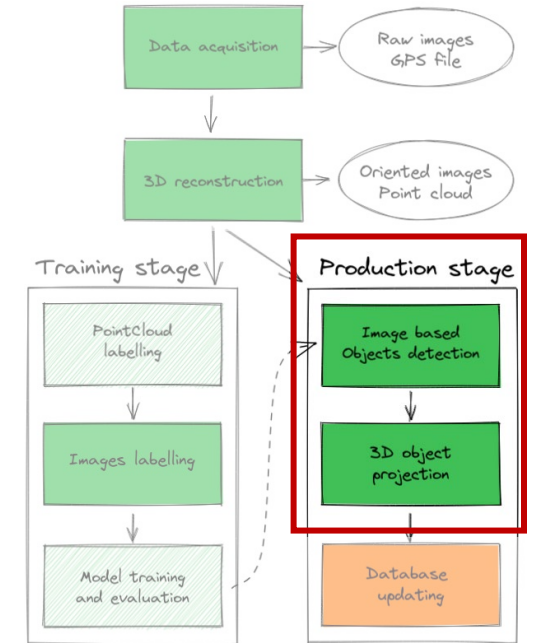 Data acquisition
Raw images
GPS file
3D reconstruction
Oriented images
Point cloud
Training stage
Production stage
PointCloud
labelling
Images labelling
Model training
and evaluation
Image based
Objects detection
3D object
projection
Database
updating